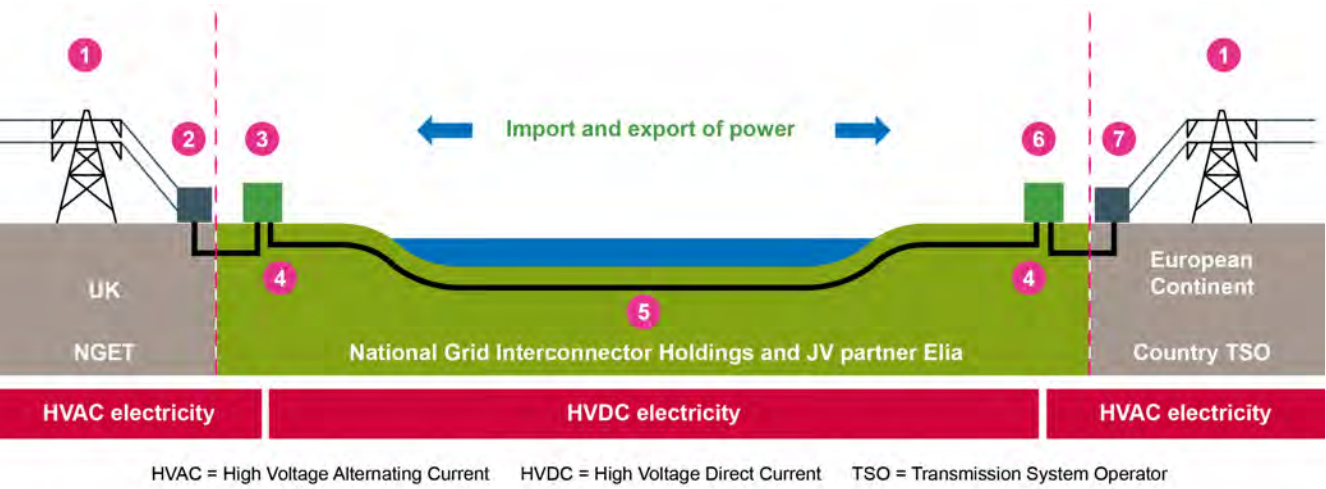 1
1
2
3
Import and export of power
6
7
4
4
UK
5
European
Continent
NGET
National Grid Interconnector Holdings and JV partner Elia
Country TSO
HVAC electricity
HVDC electricity
HVAC electricity
HVAC = High Voltage Alternating Current HVDC = High Voltage Direct Current TSO = Transmission System Operator